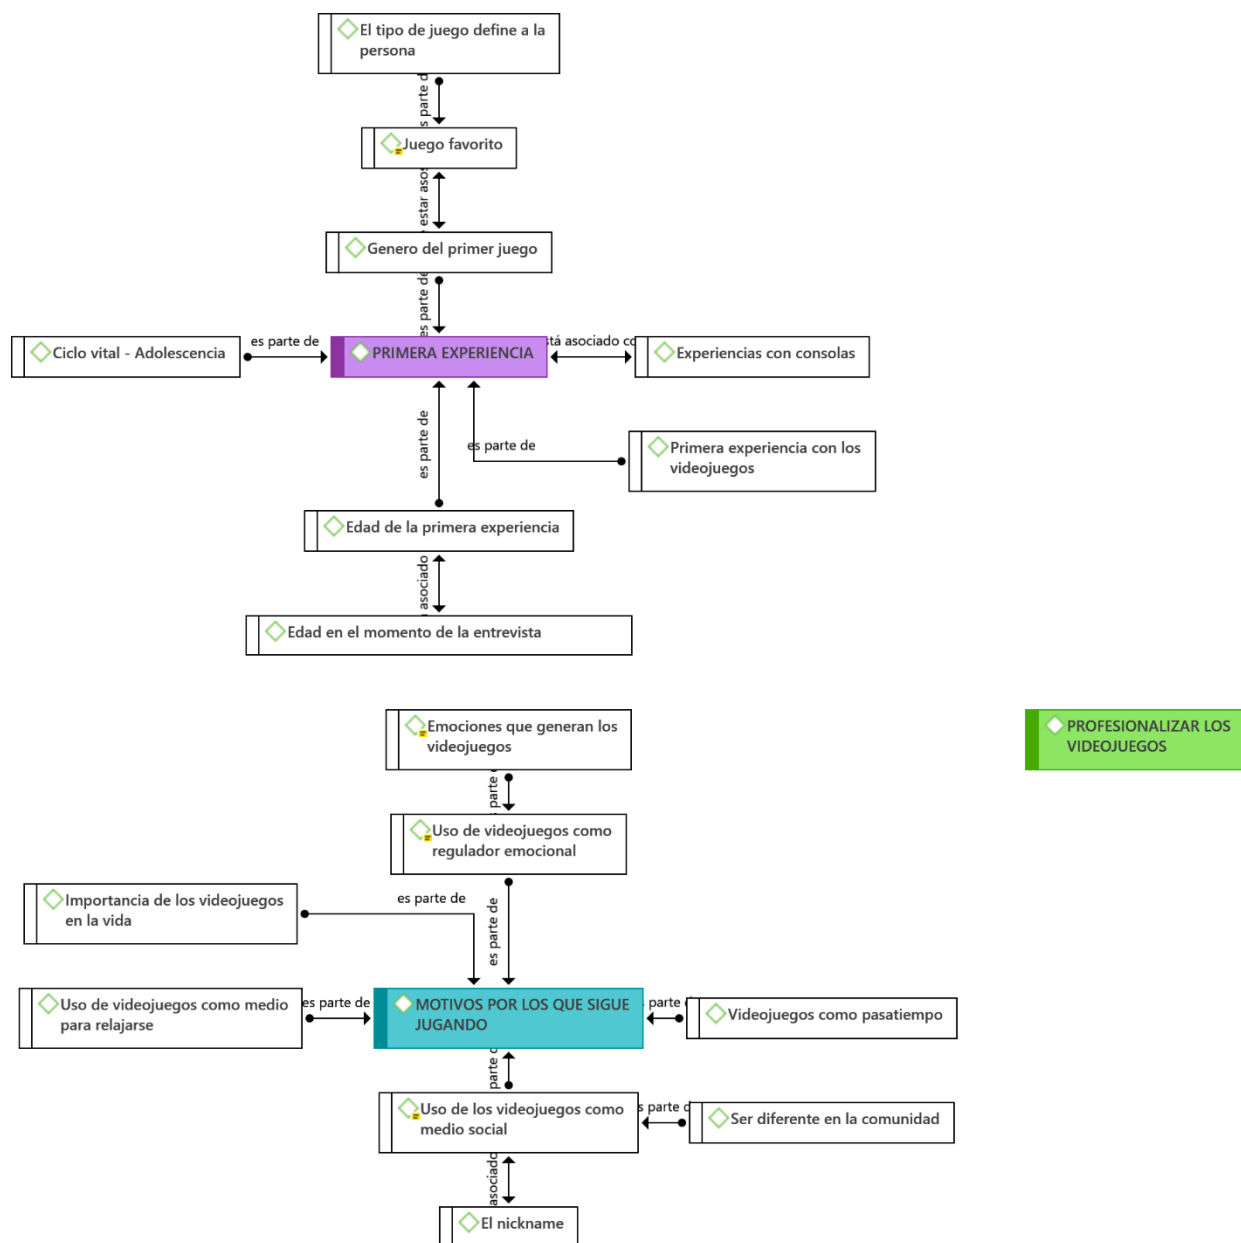 El tipo de juego define a la
persona
es parte d
Juego favorito
estar asos
Genero del primer juego
es parte de
Ciclo vital - Adolescencia
es parte de
PRIMERA EXPERIENCIA
stá asociado co
Experiencias con consolas
es parte de
es parte de
Primera experiencia con los
videojuegos
Edad de la primera experiencia
asociado
Edad en el momento de la entrevista
Emociones que generan los
videojuegos
PROFESIONALIZAR LOS
VIDEOJUEGOS
parte
Uso de videojuegos como
regulador emocional
Importancia de los videojuegos
en la vida
es parte de
es parte de
Uso de videojuegos como medio
para relajarse
es parte de
MOTIVOS POR LOS QUE SIGUE
JUGANDO
s parte de
Videojuegos como pasatiempo
parte
Uso de los videojuegos como
medio social
s parte d
Ser diferente en la comunidad
asociado
El nickname